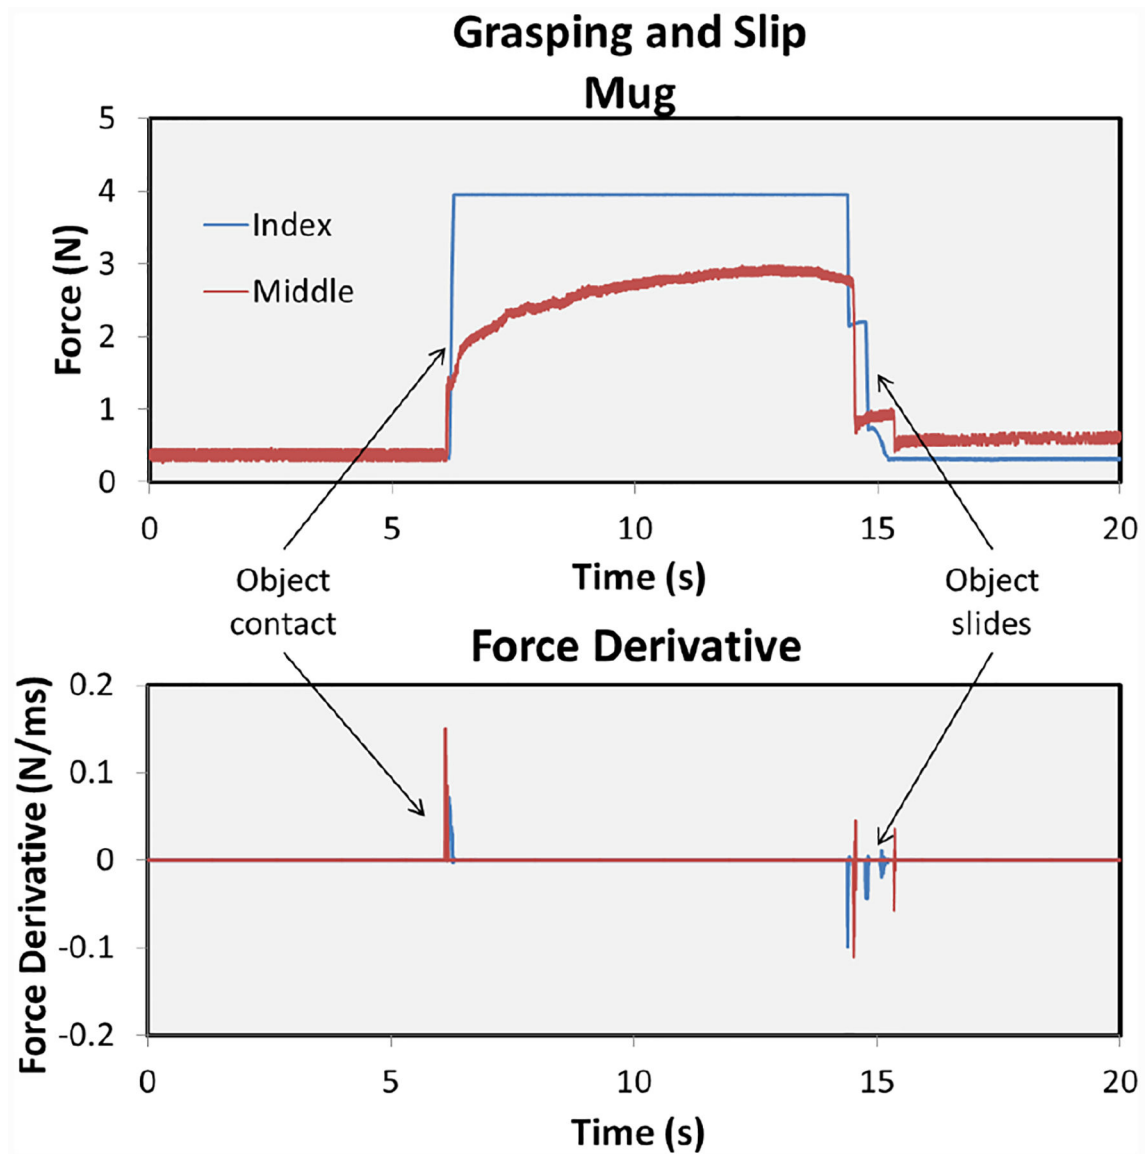 Grasping and Slip
Mug
Force (N)
5
4
3
2
1
0
Index
Middle
0 5 10 15 20
Time (s)
Object
contact
Object
slides
Force Derivative
Force Derivative (N/ms)
0.2
0.1
0
-0.1
-0.2
0 5 10 15 20
Time (s)